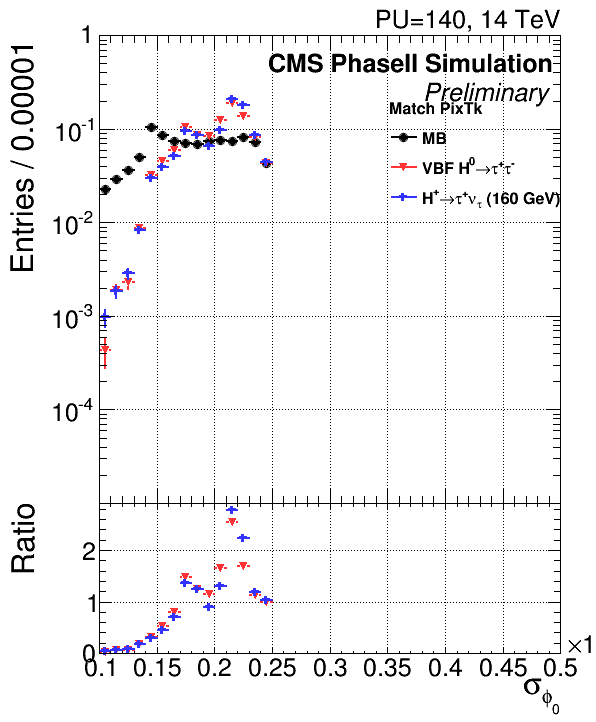 PU=140, 14 TeV
CMS PhaseII Simulation
Preliminary
Match PixTk
MB
VBF H⁰→τ⁺τ⁻
H⁺→τ⁺ν_τ (160 GeV)
Entries / 0.00001
1
10⁻¹
10⁻²
10⁻³
10⁻⁴
Ratio
2
1
0
0.1 0.15 0.2 0.25 0.3 0.35 0.4 0.45 0.5
×1
σ_ϕ₀